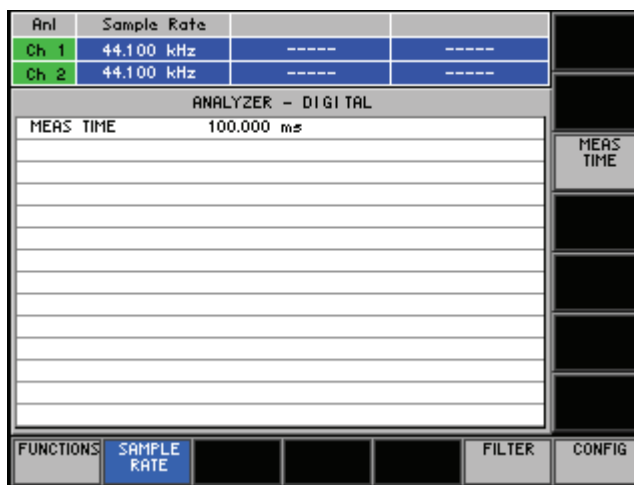 Anl Sample Rate
Ch 1 44.100 kHz ----- -----
Ch 2 44.100 kHz ----- -----
ANALYZER - DIGITAL
MEAS TIME 100.000 ms
MEAS
TIME
FUNCTIONS SAMPLE RATE FILTER CONFIG